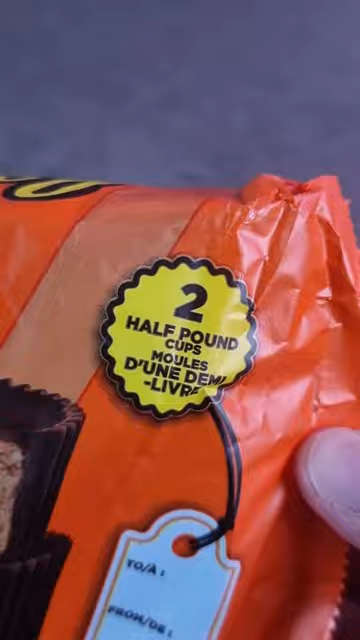 2
HALF POUND
CUPS
MOULES
D'UNE DEMI
-LIVRE
TO/À :
FROM/DE :